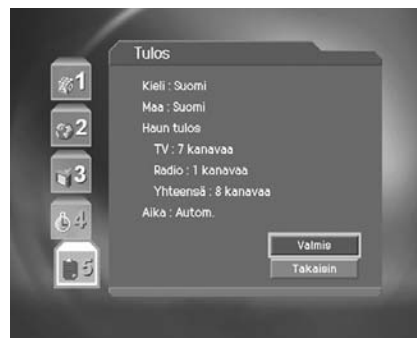 Tulos
1
Kieli : Suomi
Maa : Suomi
2
Haun tulos
TV : 7 kanavaa
3
Radio : 1 kanavaa
Yhteensä : 8 kanavaa
4
Aika : Autom.
Valmis
5
Takaisin